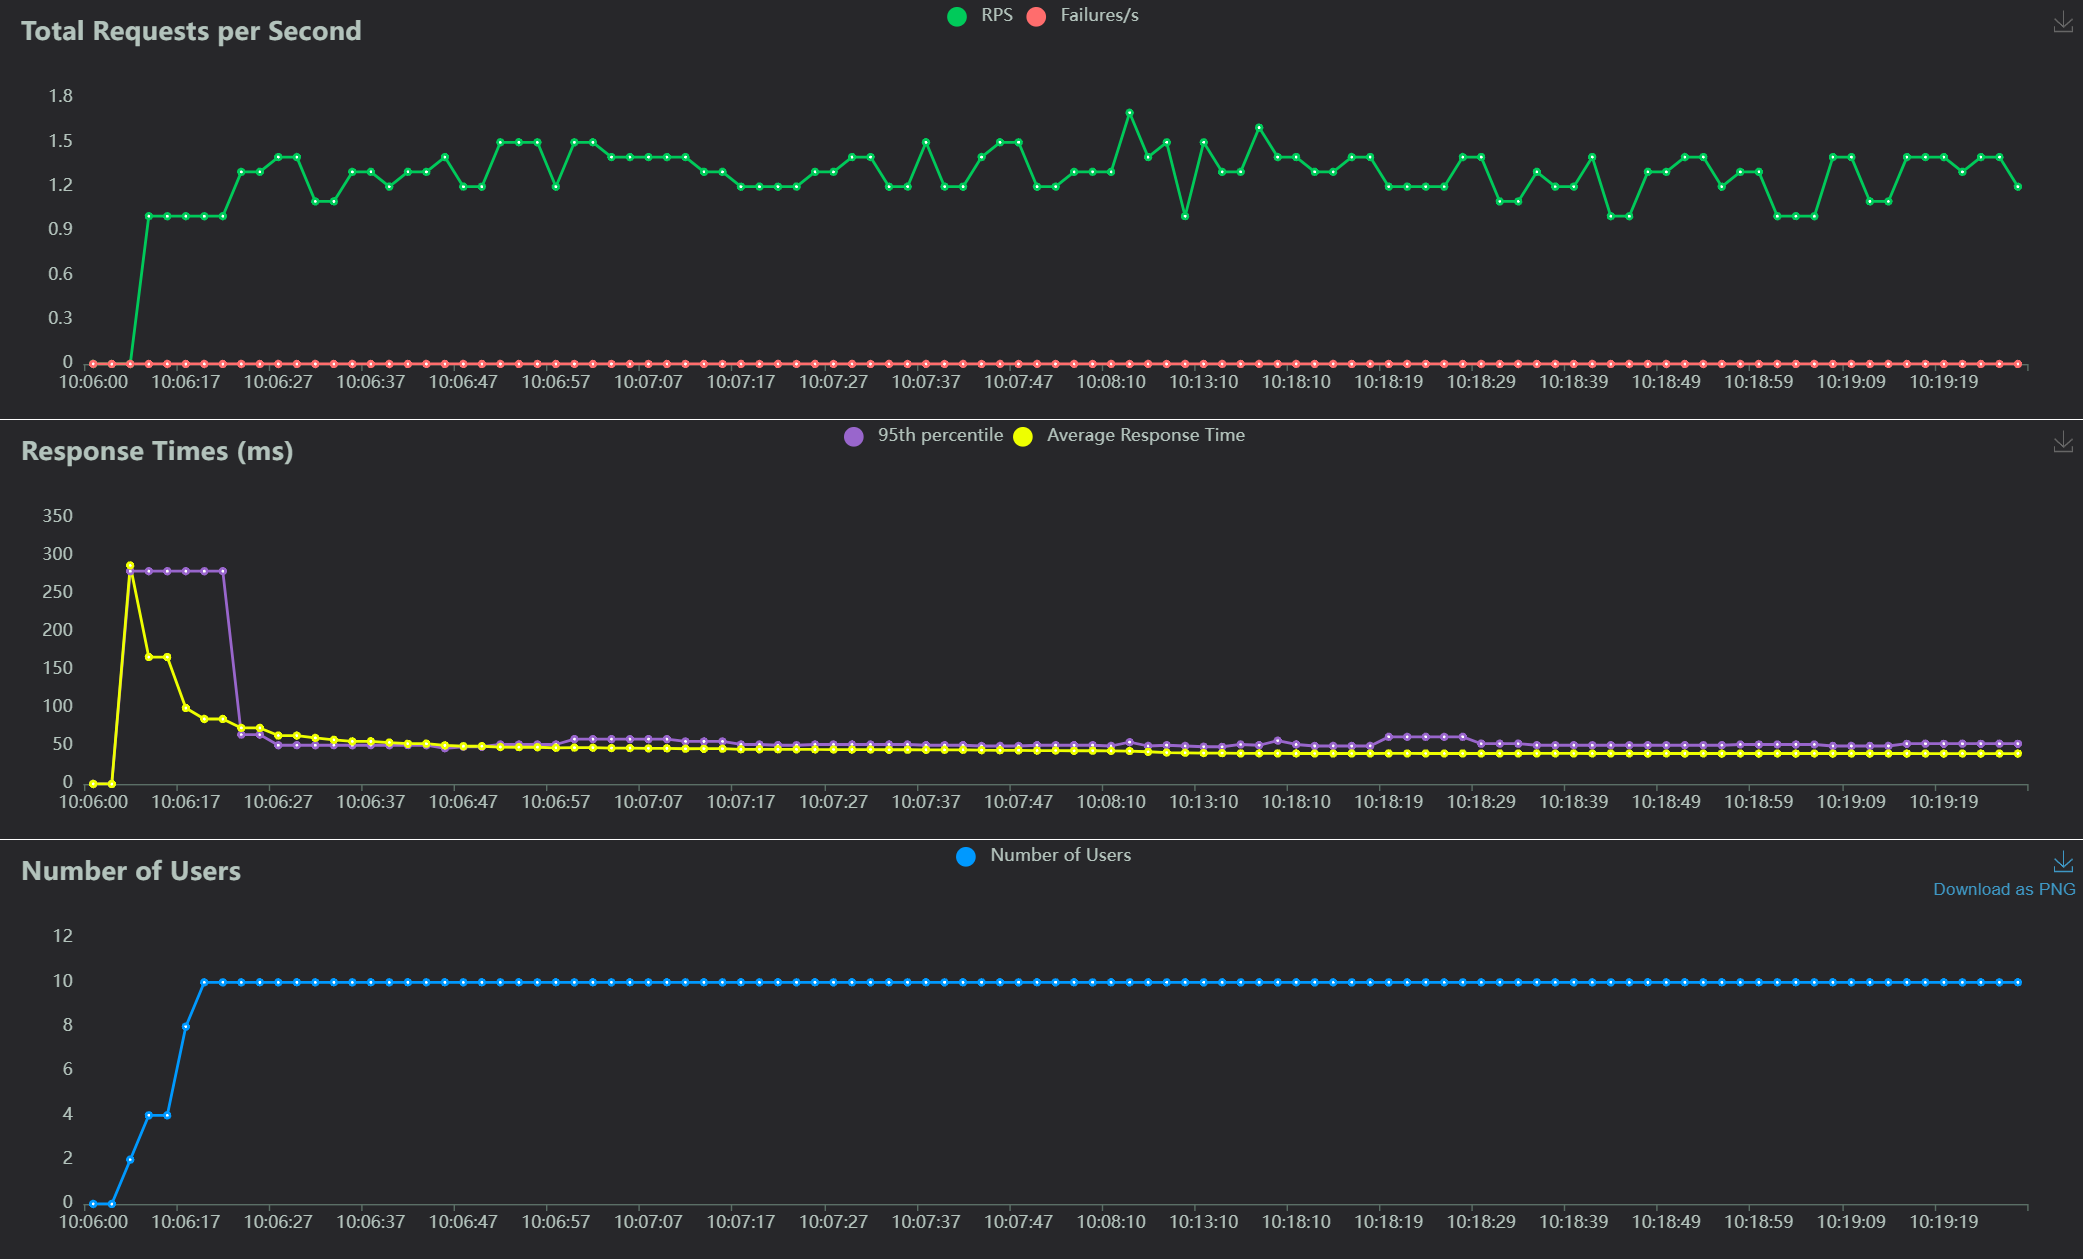 Total Requests per Second
RPS Failures/s
1.8
1.5
1.2
0.9
0.6
0.3
0
10:06:00 10:06:17 10:06:27 10:06:37 10:06:47 10:06:57 10:07:07 10:07:17 10:07:27 10:07:37 10:07:47 10:08:10 10:13:10 10:18:10 10:18:19 10:18:29 10:18:39 10:18:49 10:18:59 10:19:09 10:19:19
Response Times (ms)
95th percentile Average Response Time
350
300
250
200
150
100
50
0
10:06:00 10:06:17 10:06:27 10:06:37 10:06:47 10:06:57 10:07:07 10:07:17 10:07:27 10:07:37 10:07:47 10:08:10 10:13:10 10:18:10 10:18:19 10:18:29 10:18:39 10:18:49 10:18:59 10:19:09 10:19:19
Number of Users
Number of Users
Download as PNG
12
10
8
6
4
2
0
10:06:00 10:06:17 10:06:27 10:06:37 10:06:47 10:06:57 10:07:07 10:07:17 10:07:27 10:07:37 10:07:47 10:08:10 10:13:10 10:18:10 10:18:19 10:18:29 10:18:39 10:18:49 10:18:59 10:19:09 10:19:19